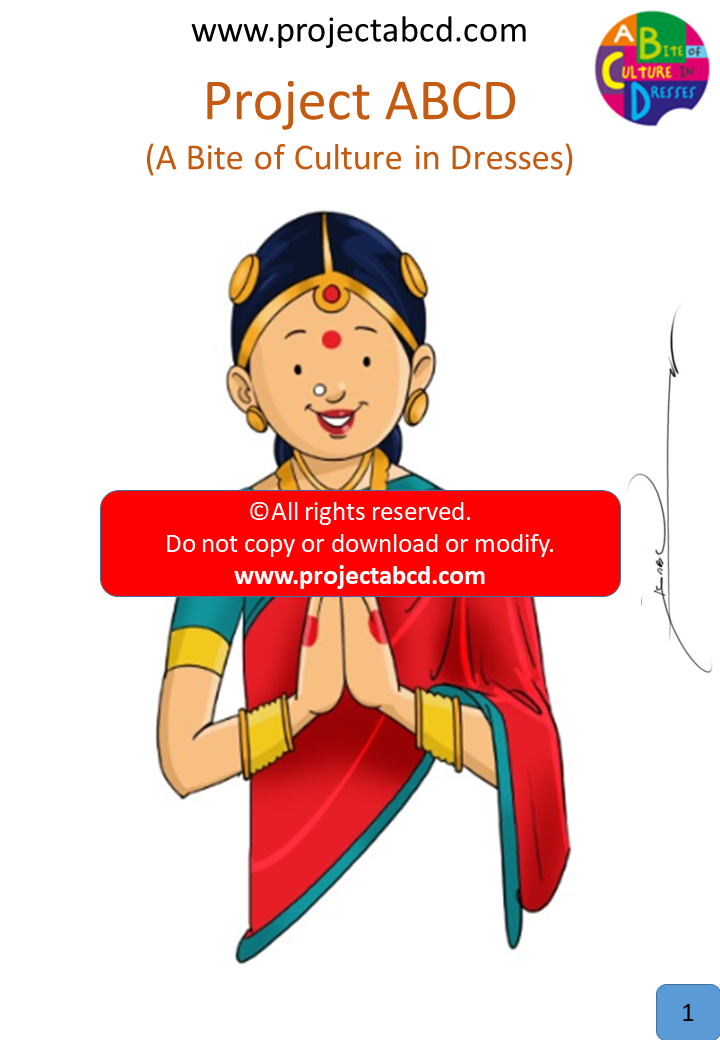 www.projectabcd.com
Project ABCD
(A Bite of Culture in Dresses)
A BITE OF
CULTURE IN
DRESSES
©All rights reserved.
Do not copy or download or modify.
www.projectabcd.com
1